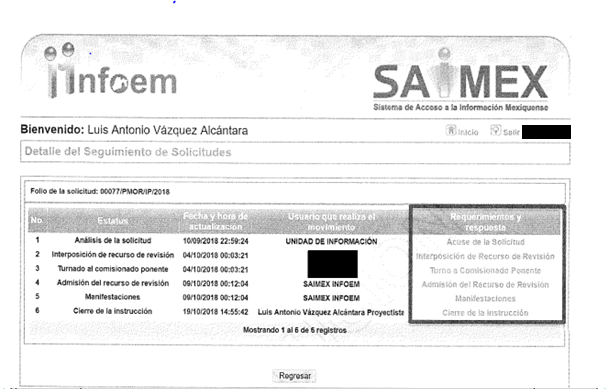 infoem
SAIMEX
Sistema de Acceso a la Información Mexiquense
Bienvenido: Luis Antonio Vázquez Alcántara
Inicio Salir
Detalle del Seguimiento de Solicitudes
Folio de la solicitud: 00077/PMOR/IP/2018
No. Estatus Fecha y hora de actualización Usuario que realiza el movimiento Requerimientos y respuesta
1 Análisis de la solicitud 10/09/2018 22:59:24 UNIDAD DE INFORMACIÓN Acuse de la Solicitud
2 Interposición de recurso de revisión 04/10/2018 00:03:21 Interposición de Recurso de Revisión
3 Turnado al comisionado ponente 04/10/2018 00:03:21 Turno a Comisionado Ponente
4 Admisión del recurso de revisión 09/10/2018 00:12:04 SAIMEX INFOEM Admisión del Recurso de Revisión
5 Manifestaciones 09/10/2018 00:12:04 SAIMEX INFOEM Manifestaciones
6 Cierre de la instrucción 19/10/2018 14:55:42 Luis Antonio Vázquez Alcántara Proyectista Cierre de la instrucción
Mostrando 1 al 6 de 6 registros
Regresar